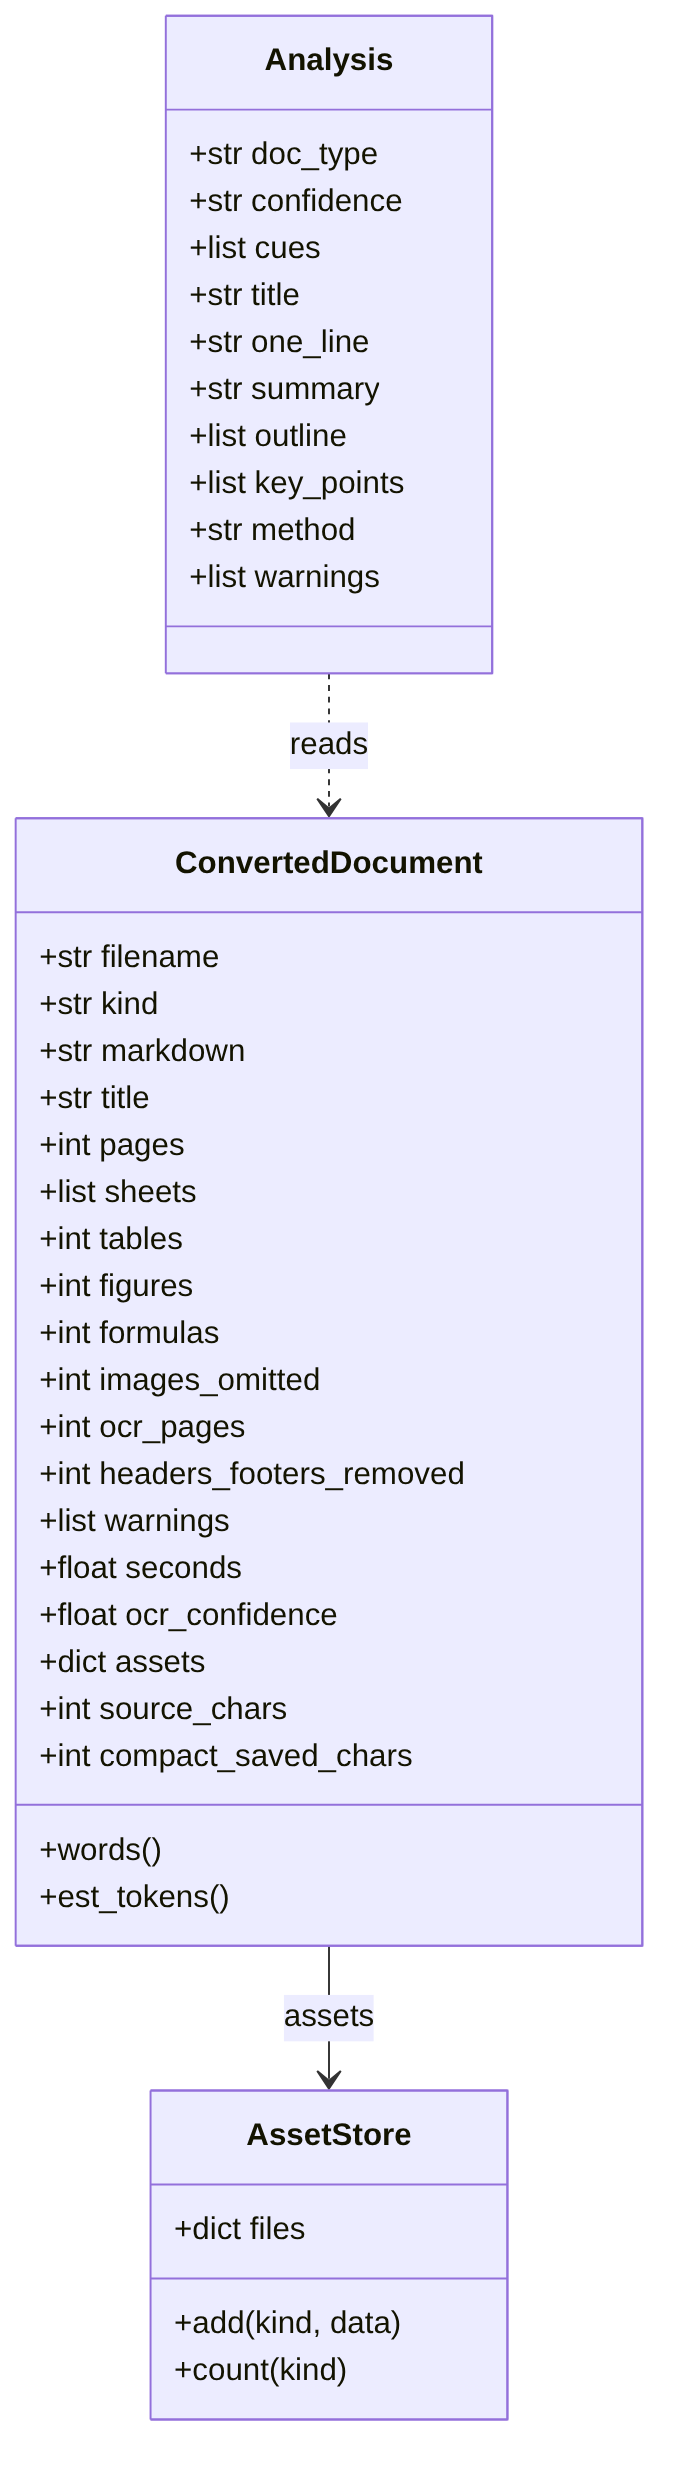 Analysis
+str doc_type
+str confidence
+list cues
+str title
+str one_line
+str summary
+list outline
+list key_points
+str method
+list warnings
reads
ConvertedDocument
+str filename
+str kind
+str markdown
+str title
+int pages
+list sheets
+int tables
+int figures
+int formulas
+int images_omitted
+int ocr_pages
+int headers_footers_removed
+list warnings
+float seconds
+float ocr_confidence
+dict assets
+int source_chars
+int compact_saved_chars
+words()
+est_tokens()
assets
AssetStore
+dict files
+add(kind, data)
+count(kind)